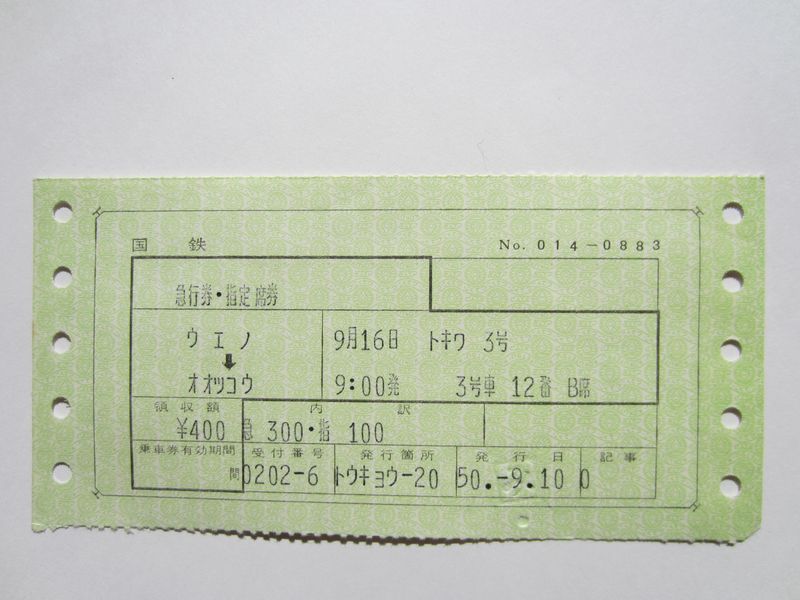 国鉄 No. 014-0883
急行券・指定席券
ウエノ 9月16日 トキワ 3号
⬇
オオツコウ 9:00発 3号車 12番 B席
領収額 内訳
¥400 急 300・指 100
乗車券有効期間 受付番号 発行箇所 発行日 記事
間 0202-6 トウキョウ-20 50.-9.10 0